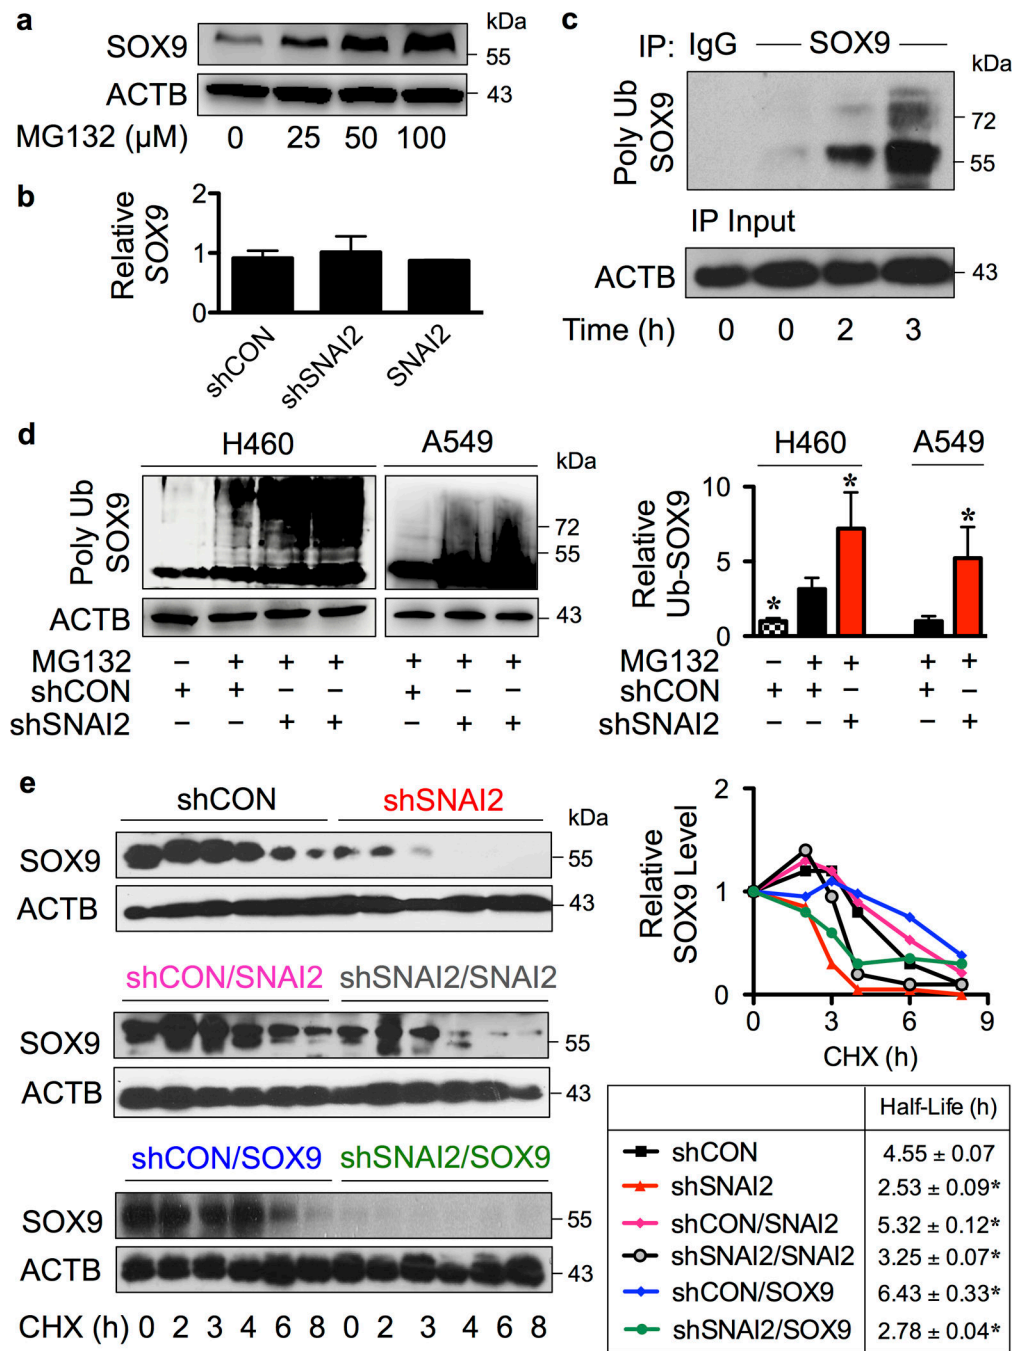 a
kDa
SOX9
55
ACTB
43
MG132 (µM) 0 25 50 100
b
Relative
SOX9
2
1
0
shCON
shSNAI2
SNAI2
c
IP: IgG SOX9
kDa
Poly Ub
SOX9
72
55
IP Input
ACTB
43
Time (h) 0 0 2 3
d
H460 A549
kDa
Poly Ub
SOX9
72
55
ACTB
43
MG132 − + + + + + +
shCON + + − − + − −
shSNAI2 − − + + − + +
H460 A549
Relative
Ub-SOX9
10
5
0
* * *
MG132 − + + + +
shCON + + − + −
shSNAI2 − − + − +
e
shCON shSNAI2
kDa
SOX9
55
ACTB
43
shCON/SNAI2 shSNAI2/SNAI2
SOX9
55
ACTB
43
shCON/SOX9 shSNAI2/SOX9
SOX9
55
ACTB
43
CHX (h) 0 2 3 4 6 8 0 2 3 4 6 8
Relative
SOX9 Level
2
1
0
0 3 6 9
CHX (h)
Half-Life (h)
shCON 4.55 ± 0.07
shSNAI2 2.53 ± 0.09*
shCON/SNAI2 5.32 ± 0.12*
shSNAI2/SNAI2 3.25 ± 0.07*
shCON/SOX9 6.43 ± 0.33*
shSNAI2/SOX9 2.78 ± 0.04*